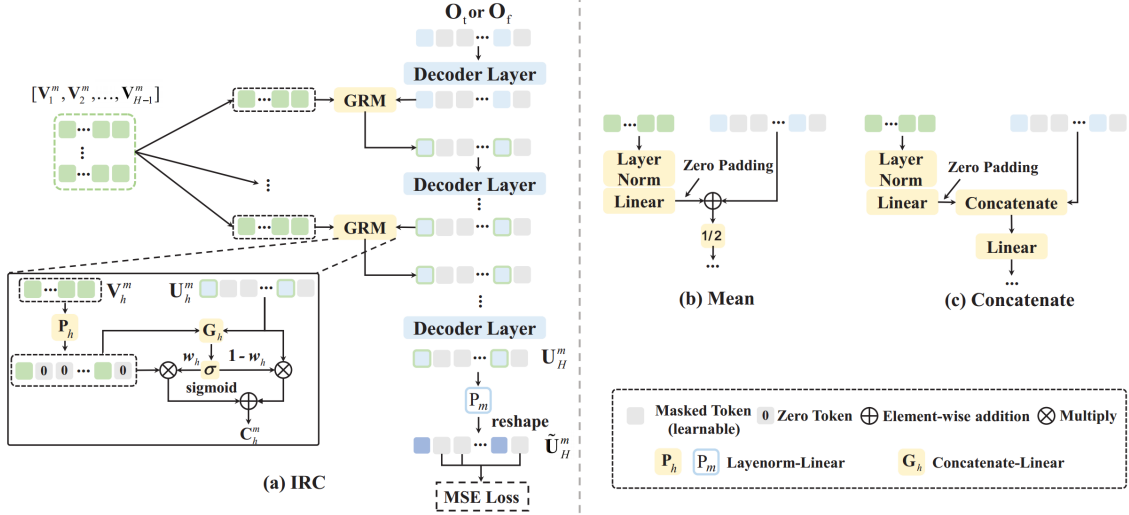 O_t or O_f
Decoder Layer
[V_1^m, V_2^m, ..., V_{H-1}^m]
GRM
Decoder Layer
GRM
V_h^m
U_h^m
P_h
G_h
0 0 0
w_h
σ
1 - w_h
sigmoid
C_h^m
Decoder Layer
U_H^m
P_m
reshape
Ũ_H^m
MSE Loss
(a) IRC
Layer
Norm
Linear
Zero Padding
1/2
(b) Mean
Layer
Norm
Linear
Zero Padding
Concatenate
Linear
(c) Concatenate
Masked Token
(learnable)
0 Zero Token
Element-wise addition
Multiply
P_h P_m Layenorm-Linear
G_h Concatenate-Linear